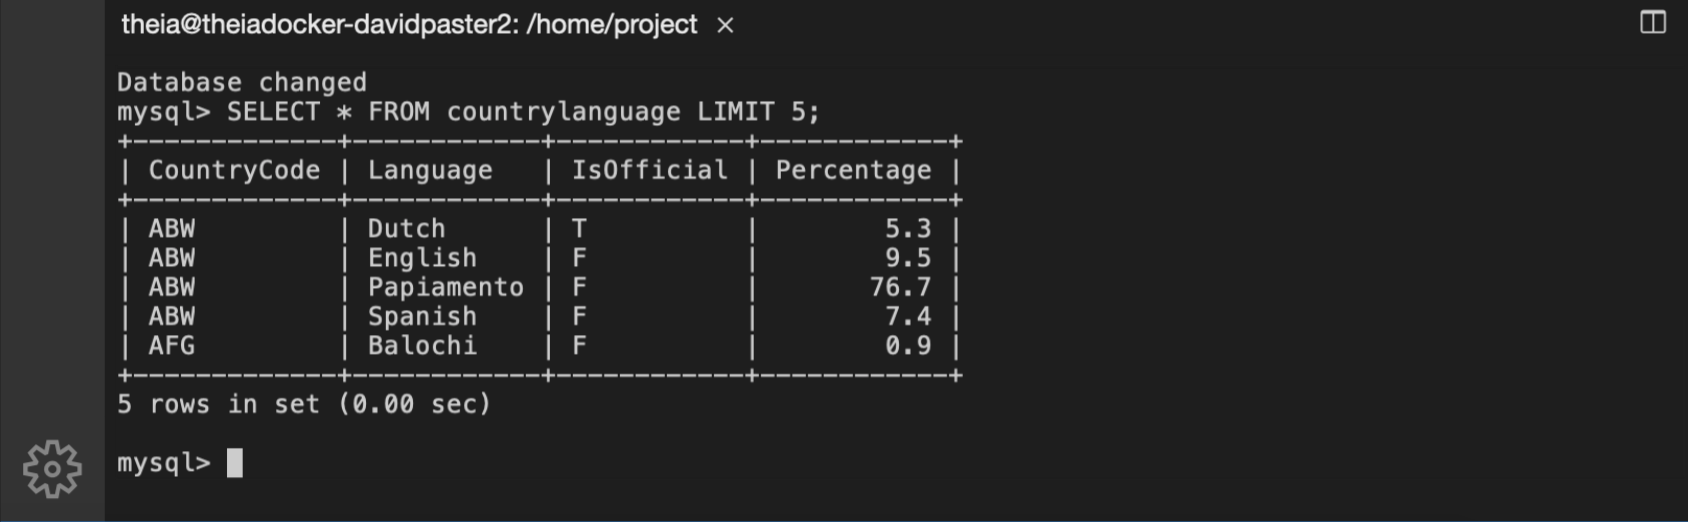 theia@theiadocker-davidpaster2: /home/project ×
Database changed
mysql> SELECT * FROM countrylanguage LIMIT 5;
+-------------+------------+------------+------------+
| CountryCode | Language   | IsOfficial | Percentage |
+-------------+------------+------------+------------+
| ABW         | Dutch      | T          |        5.3 |
| ABW         | English    | F          |        9.5 |
| ABW         | Papiamento | F          |       76.7 |
| ABW         | Spanish    | F          |        7.4 |
| AFG         | Balochi    | F          |        0.9 |
+-------------+------------+------------+------------+
5 rows in set (0.00 sec)
mysql>